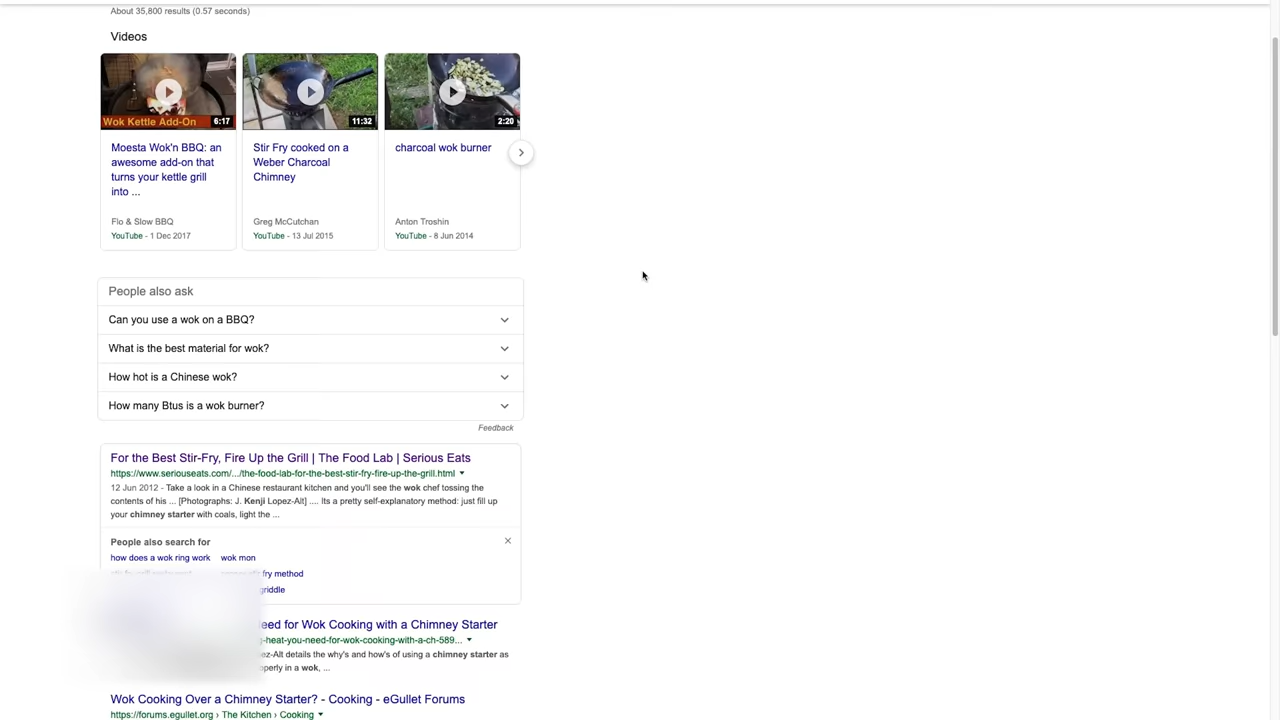 About 35,800 results (0.57 seconds)
Videos
Wok Kettle Add-On 6:17
11:32
2:20
Moesta Wok'n BBQ: an
awesome add-on that
turns your kettle grill
into ...
Flo & Slow BBQ
YouTube - 1 Dec 2017
Stir Fry cooked on a
Weber Charcoal
Chimney
Greg McCutchan
YouTube - 13 Jul 2015
charcoal wok burner
Anton Troshin
YouTube - 8 Jun 2014
People also ask
Can you use a wok on a BBQ?
What is the best material for wok?
How hot is a Chinese wok?
How many Btus is a wok burner?
Feedback
For the Best Stir-Fry, Fire Up the Grill | The Food Lab | Serious Eats
https://www.seriouseats.com/.../the-food-lab-for-the-best-stir-fry-fire-up-the-grill.html
12 Jun 2012 - Take a look in a Chinese restaurant kitchen and you'll see the wok chef tossing the
contents of his ... [Photographs: J. Kenji Lopez-Alt] .... Its a pretty self-explanatory method: just fill up
your chimney starter with coals, light the ...
People also search for
how does a wok ring work wok mon
fry method
griddle
eed for Wok Cooking with a Chimney Starter
-heat-you-need-for-wok-cooking-with-a-ch-589...
ez-Alt details the why's and how's of using a chimney starter as
operly in a wok, ...
Wok Cooking Over a Chimney Starter? - Cooking - eGullet Forums
https://forums.egullet.org › The Kitchen › Cooking